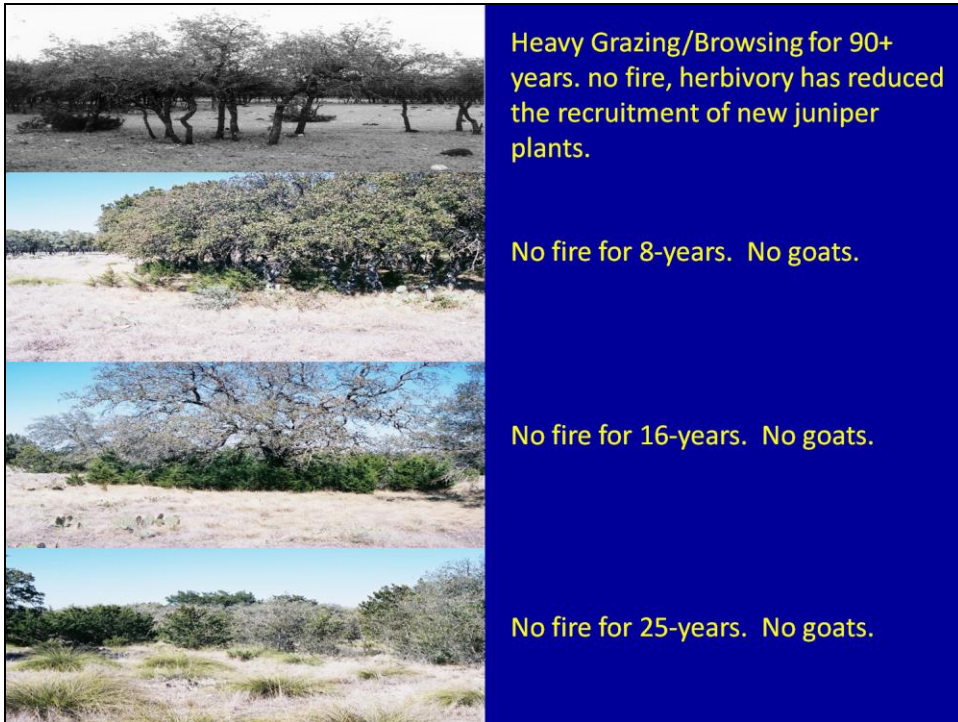 Heavy Grazing/Browsing for 90+
years. no fire, herbivory has reduced
the recruitment of new juniper
plants.
No fire for 8-years.  No goats.
No fire for 16-years.  No goats.
No fire for 25-years.  No goats.